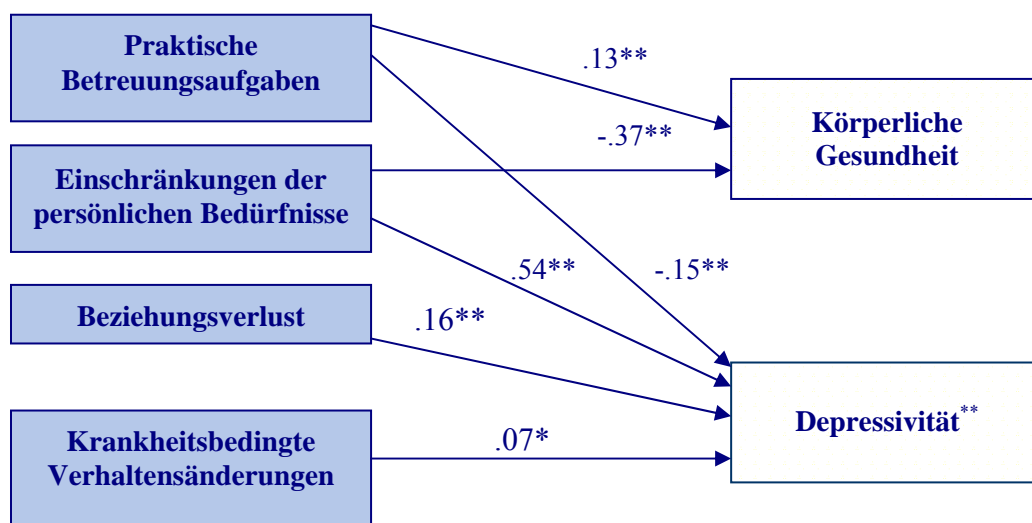 Praktische
Betreuungsaufgaben
.13**
Körperliche
Gesundheit
-.37**
Einschränkungen der
persönlichen Bedürfnisse
.54**
-.15**
Beziehungsverlust
.16**
Depressivität**
Krankheitsbedingte
Verhaltensänderungen
.07*